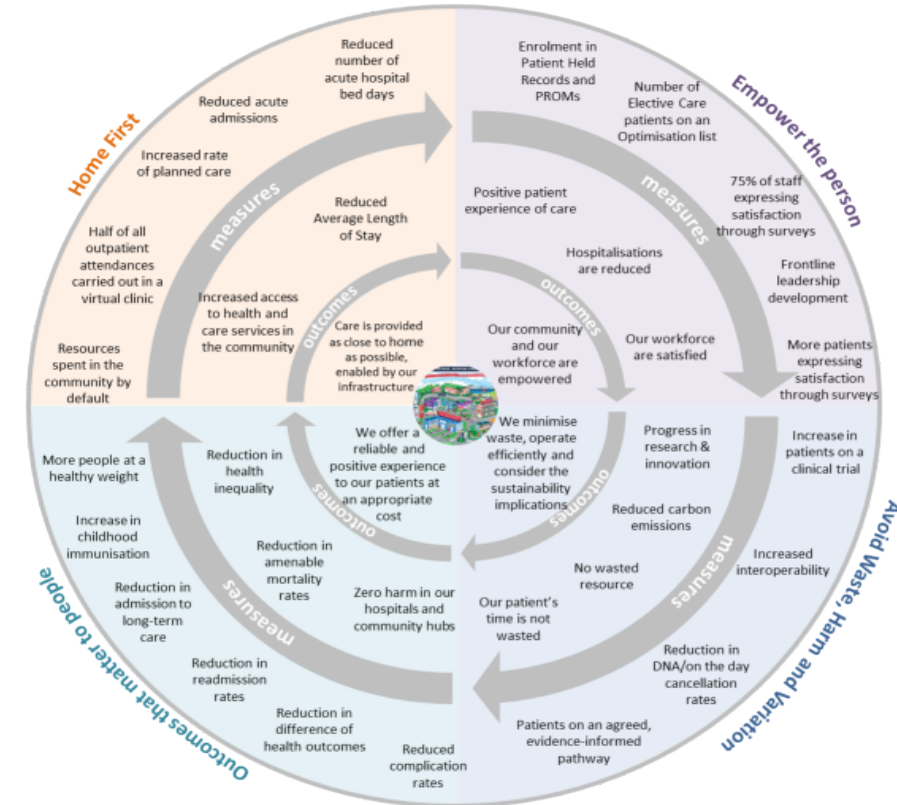 Home First
Reduced
number of
acute hospital
bed days
Reduced acute
admissions
Increased rate
of planned care
Half of all
outpatient
attendances
carried out in a
virtual clinic
Resources
spent in the
community by
default
measures
Reduced
Average Length
of Stay
Increased access
to health and
care services in
the community
outcomes
Care is provided
as close to home
as possible,
enabled by our
infrastructure
Empower the person
Enrolment in
Patient Held
Records and
PROMs
Number of
Elective Care
patients on an
Optimisation list
75% of staff
expressing
satisfaction
through surveys
Frontline
leadership
development
More patients
expressing
satisfaction
through surveys
measures
Positive patient
experience of care
Hospitalisations
are reduced
Our workforce
are satisfied
outcomes
Our community
and our
workforce are
empowered
Avoid Waste, Harm and Variation
We minimise
waste, operate
efficiently and
consider the
sustainability
implications
outcomes
Progress in
research &
innovation
Reduced carbon
emissions
No wasted
resource
Our patient's
time is not
wasted
measures
Increase in
patients on a
clinical trial
Increased
interoperability
Reduction in
DNA/on the day
cancellation
rates
Patients on an agreed,
evidence-informed
pathway
Outcomes that matter to people
We offer a
reliable and
positive experience
to our patients at
an appropriate
cost
outcomes
Reduction in
health
inequality
Reduction in
amenable
mortality
rates
Zero harm in our
hospitals and
community hubs
measures
More people at a
healthy weight
Increase in
childhood
immunisation
Reduction in
admission to
long-term
care
Reduction in
readmission
rates
Reduction in
difference of
health outcomes
Reduced
complication
rates